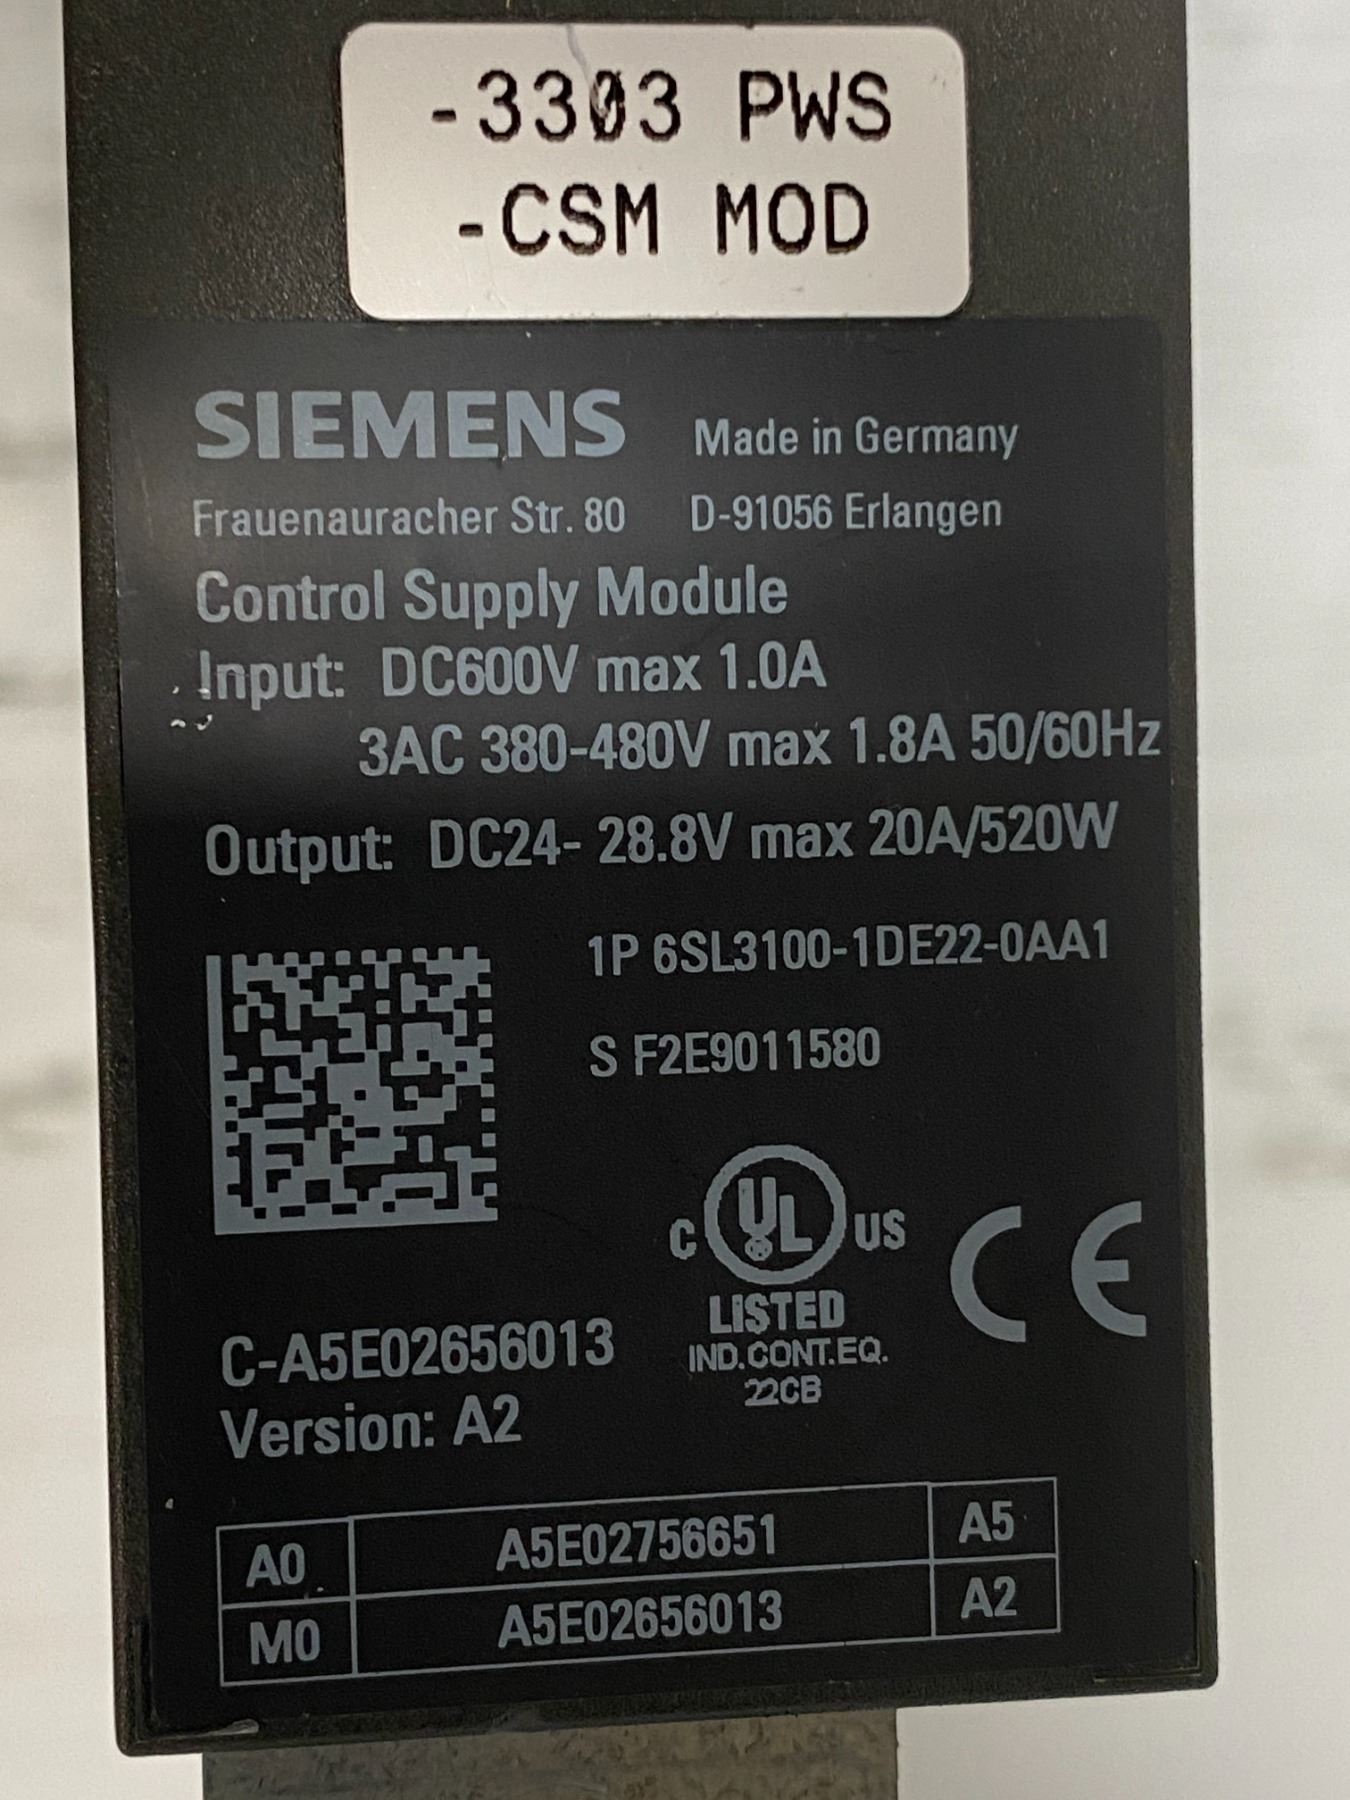 -3303 PWS
-CSM MOD
SIEMENS Made in Germany
Frauenauracher Str. 80 D-91056 Erlangen
Control Supply Module
Input: DC600V max 1.0A
3AC 380-480V max 1.8A 50/60Hz
Output: DC24- 28.8V max 20A/520W
1P 6SL3100-1DE22-0AA1
S F2E9011580
C UL US
LISTED
IND.CONT.EQ.
22CB
CE
C-A5E02656013
Version: A2
A0 A5E02756651 A5
M0 A5E02656013 A2